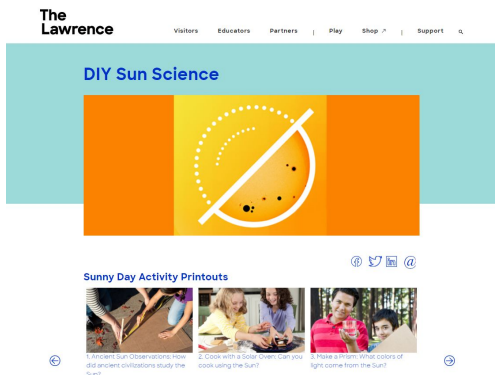 The
Lawrence
Visitors Educators Partners | Play Shop ↗ | Support
DIY Sun Science
Sunny Day Activity Printouts
1. Ancient Sun Observations: How
did ancient civilizations study the
Sun?
2. Cook with a Solar Oven: Can you
cook using the Sun?
3. Make a Prism: What colors of
light come from the Sun?